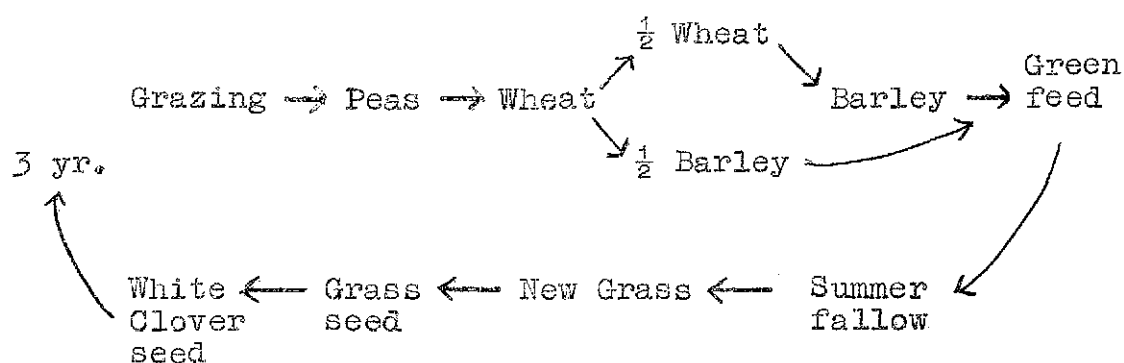 ½ Wheat
Green
feed
Grazing → Peas → Wheat
Barley →
½ Barley
3 yr.
White ← Grass ← New Grass ← Summer
Clover seed fallow
seed